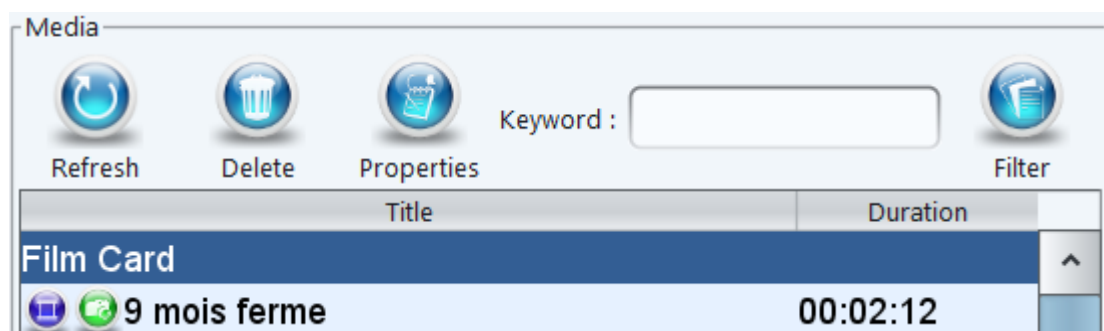 Media
Keyword :
Refresh Delete Properties Filter
Title Duration
Film Card
9 mois ferme 00:02:12